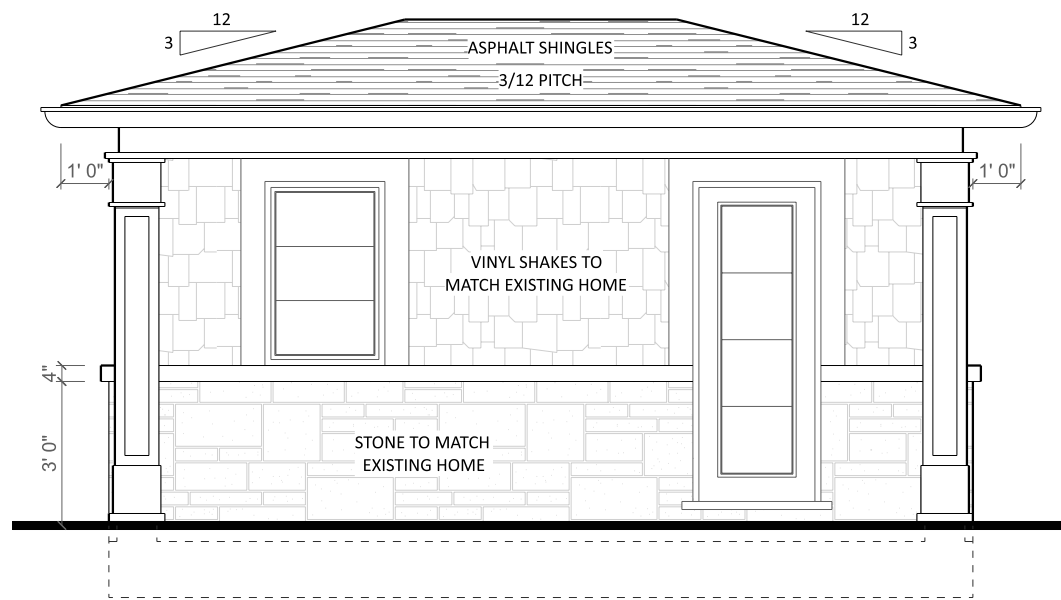 12
12
3
3
ASPHALT SHINGLES
3/12 PITCH
1' 0"
1' 0"
VINYL SHAKES TO
MATCH EXISTING HOME
4"
3' 0"
STONE TO MATCH
EXISTING HOME